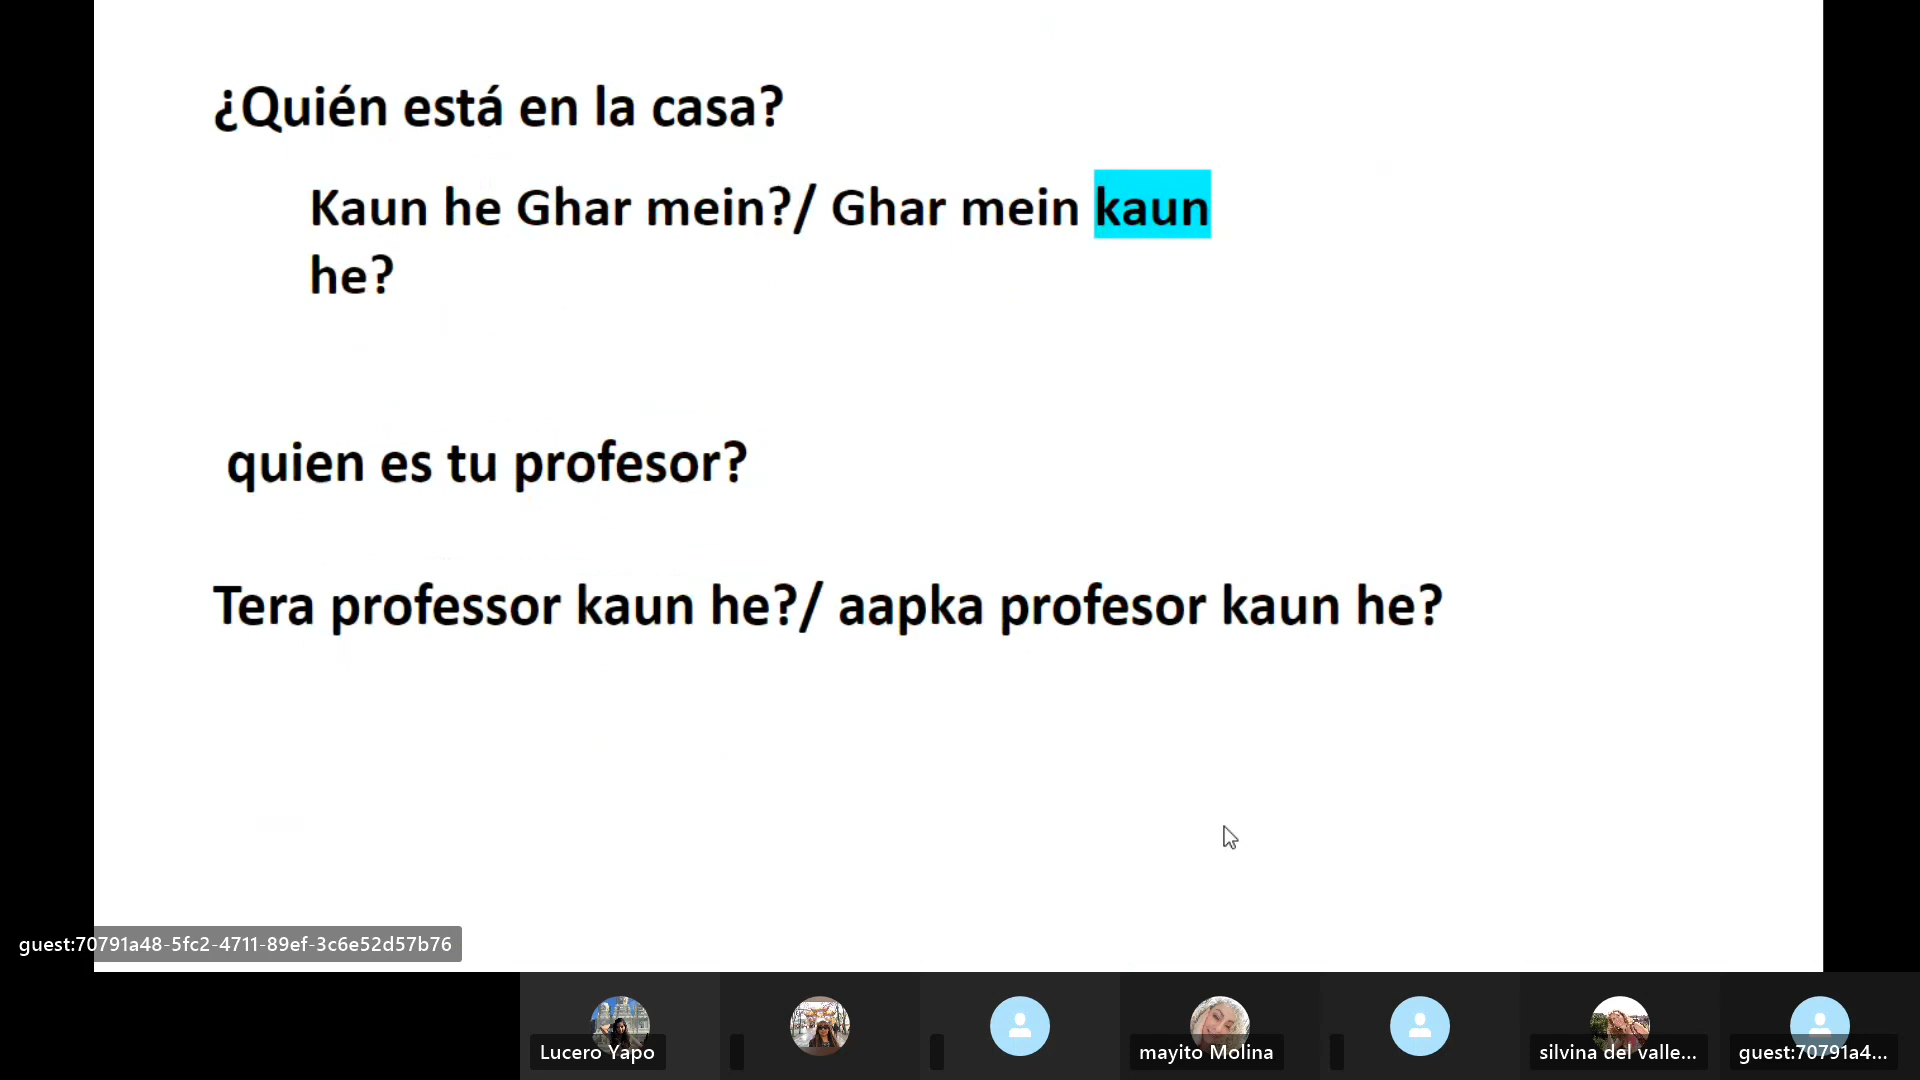 ¿Quién está en la casa?
Kaun he Ghar mein?/ Ghar mein kaun
he?
quien es tu profesor?
Tera professor kaun he?/ aapka profesor kaun he?
guest:70791a48-5fc2-4711-89ef-3c6e52d57b76
Lucero Yapo
mayito Molina
silvina del valle...
guest:70791a4...